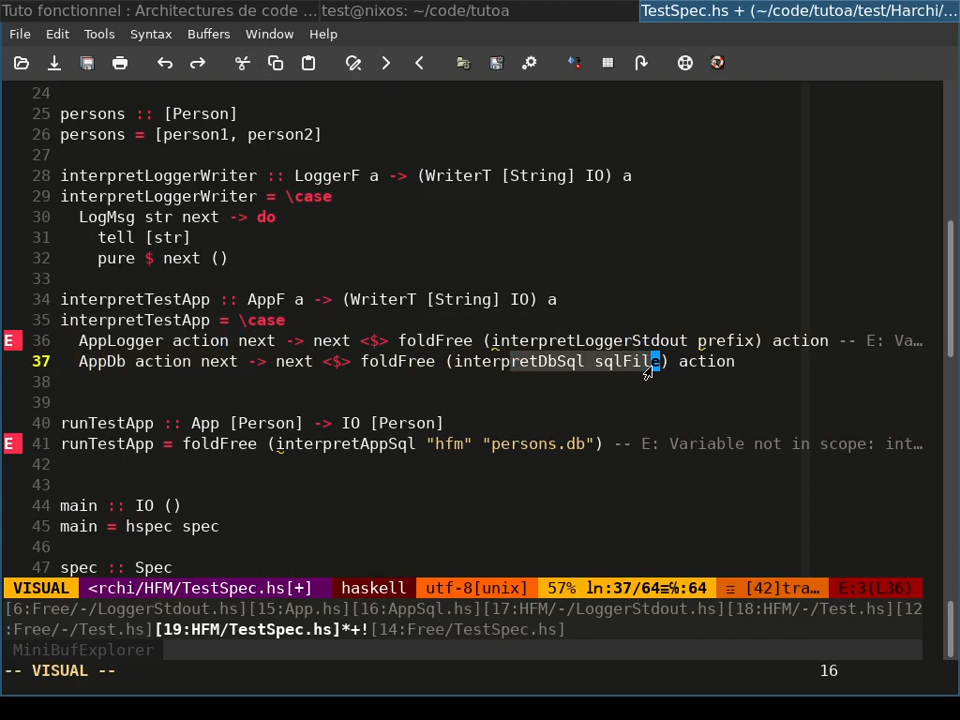 Tuto fonctionnel : Architectures de code ... test@nixos: ~/code/tutoa TestSpec.hs + (~/code/tutoa/test/Harchi/...
File Edit Tools Syntax Buffers Window Help
24
25 persons :: [Person]
26 persons = [person1, person2]
27
28 interpretLoggerWriter :: LoggerF a -> (WriterT [String] IO) a
29 interpretLoggerWriter = \case
30   LogMsg str next -> do
31     tell [str]
32     pure $ next ()
33
34 interpretTestApp :: AppF a -> (WriterT [String] IO) a
35 interpretTestApp = \case
E 36   AppLogger action next -> next <$> foldFree (interpretLoggerStdout prefix) action -- E: Va…
37   AppDb action next -> next <$> foldFree (interpretDbSql sqlFile) action
38
39
40 runTestApp :: App [Person] -> IO [Person]
E 41 runTestApp = foldFree (interpretAppSql "hfm" "persons.db") -- E: Variable not in scope: int…
42
43
44 main :: IO ()
45 main = hspec spec
46
47 spec :: Spec
VISUAL <rchi/HFM/TestSpec.hs[+] haskell utf-8[unix] 57% ln:37/64≡%:64 ☲ [42]tra… E:3(L36)
[6:Free/-/LoggerStdout.hs][15:App.hs][16:AppSql.hs][17:HFM/-/LoggerStdout.hs][18:HFM/-/Test.hs][12
:Free/-/Test.hs][19:HFM/TestSpec.hs]*+![14:Free/TestSpec.hs]
MiniBufExplorer
-- VISUAL -- 16